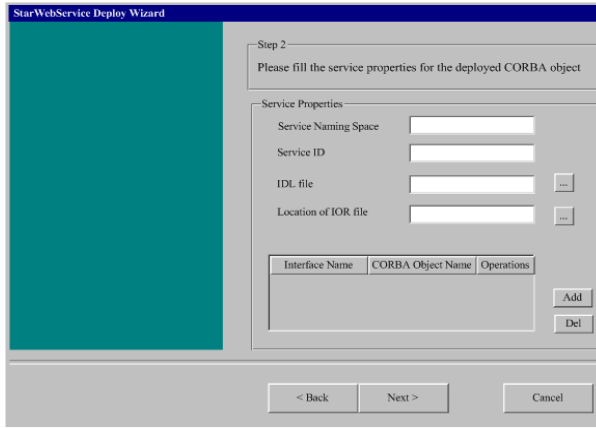 StarWebService Deploy Wizard
Step 2
Please fill the service properties for the deployed CORBA object
Service Properties
Service Naming Space
Service ID
IDL file ...
Location of IOR file ...
Interface Name CORBA Object Name Operations
Add
Del
< Back Next > Cancel